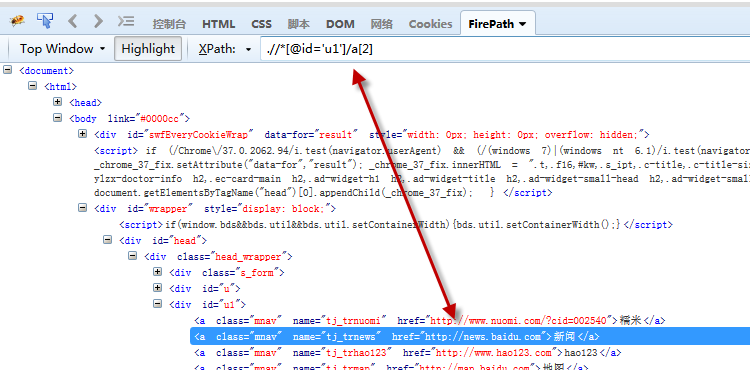 控制台 HTML CSS 脚本 DOM 网络 Cookies FirePath
Top Window Highlight XPath: .//*[@id='u1']/a[2]
<document>
<html>
<head>
<body link="#0000cc">
<div id="swfEveryCookieWrap" data-for="result" style="width: 0px; height: 0px; overflow: hidden;">
<script> if (/Chrome\/37.0.2062.94/i.test(navigator.userAgent) && (/(windows 7)|(windows nt 6.1)/i.test(naviga
_chrome_37_fix.setAttribute("data-for","result"); _chrome_37_fix.innerHTML = ".t,.f16,#kw,.s_ipt,.c-title,.c-title-si
ylzx-doctor-info h2,.ec-card-main h2,.ad-widget-hi h2,.ad-widget-title h2,.ad-widget-small-head h2,.ad-widget-smal
document.getElementsByTagName("head")[0].appendChild(_chrome_37_fix); } </script>
<div id="wrapper" style="display: block;">
<script>if(window.bds&&bds.util&&bds.util.setContainerWidth){bds.util.setContainerWidth();}</script>
<div id="head">
<div class="head_wrapper">
<div class="s_form">
<div id="u">
<div id="u1">
<a class="mnav" name="tj_trnuomi" href="http://www.nuomi.com/?cid=002540">糯米</a>
<a class="mnav" name="tj_trnews" href="http://news.baidu.com">新闻</a>
<a class="mnav" name="tj_trhao123" href="http://www.hao123.com">hao123</a>
<a class="mnav" name="tj_trmap" href="http://map.baidu.com">地图</a>